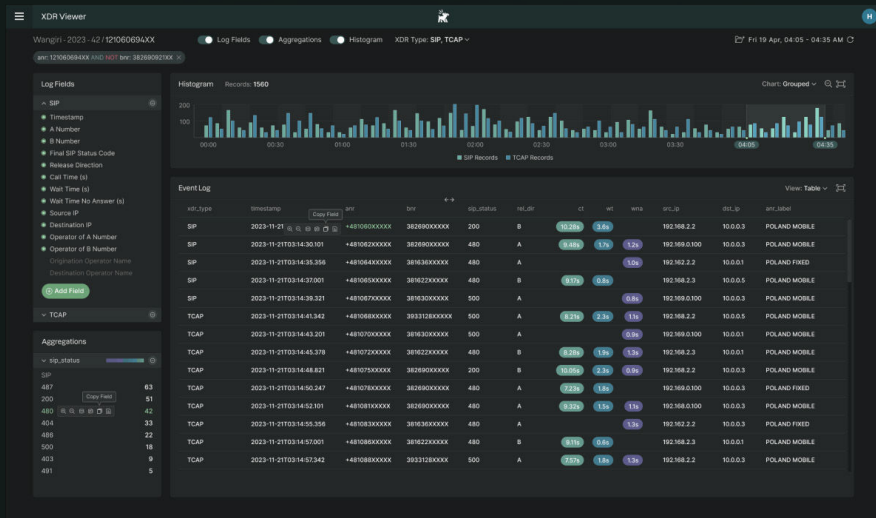 XDR Viewer
H
Wangiri - 2023 - 42 / 121060694XX
Log Fields
Aggregations
Histogram
XDR Type: SIP, TCAP
Fri 19 Apr, 04:05 - 04:35 AM
anr: 121060694XX AND NOT bnr: 382690921XX ×
Log Fields
SIP
Timestamp
A Number
B Number
Final SIP Status Code
Release Direction
Call Time (s)
Wait Time (s)
Wait Time No Answer (s)
Source IP
Destination IP
Operator of A Number
Operator of B Number
Origination Operator Name
Destination Operator Name
Add Field
TCAP
Aggregations
sip_status
SIP
487 63
Copy Field
200 51
480 42
404 33
486 22
500 18
403 9
491 5
Histogram Records: 1560 Chart: Grouped
200
100
00:00 00:30 01:00 01:30 02:00 02:30 03:00 03:30 04:05 04:35
SIP Records TCAP Records
Event Log View: Table
xdr_type timestamp anr bnr sip_status rel_dir ct wt wna src_ip dst_ip anr_label
Copy Field
SIP 2023-11-21 +481060XXXXX 382690XXXXX 200 B 10.28s 3.6s 192.168.2.2 10.0.0.3 POLAND MOBILE
SIP 2023-11-21T03:14:30.101 +481062XXXXX 382690XXXXX 480 A 9.46s 1.7s 1.2s 192.169.0.100 10.0.0.3 POLAND MOBILE
SIP 2023-11-21T03:14:35.356 +481064XXXXX 381636XXXXX 480 A 1.0s 192.162.2.2 10.0.0.1 POLAND FIXED
SIP 2023-11-21T03:14:37.001 +481065XXXXX 381622XXXXX 480 B 9.17s 0.8s 192.168.2.3 10.0.0.5 POLAND MOBILE
SIP 2023-11-21T03:14:39.321 +481067XXXXX 381630XXXXX 500 A 0.8s 192.169.0.100 10.0.0.3 POLAND MOBILE
TCAP 2023-11-21T03:14:41.342 +481068XXXXX 3933128XXXXX 500 A 8.21s 2.3s 1.1s 192.168.2.2 10.0.0.5 POLAND MOBILE
TCAP 2023-11-21T03:14:43.201 +481070XXXXX 381630XXXXX 500 A 0.9s 192.169.0.100 10.0.0.1 POLAND MOBILE
TCAP 2023-11-21T03:14:45.378 +481072XXXXX 381622XXXXX 480 B 8.28s 1.9s 1.3s 192.168.2.3 10.0.0.1 POLAND MOBILE
TCAP 2023-11-21T03:14:48.821 +481075XXXXX 382690XXXXX 200 B 10.05s 2.3s 0.9s 192.168.2.2 10.0.0.3 POLAND MOBILE
TCAP 2023-11-21T03:14:50.247 +481078XXXXX 382690XXXXX 480 A 7.23s 1.8s 192.169.0.100 10.0.0.3 POLAND FIXED
TCAP 2023-11-21T03:14:52.101 +481081XXXXX 382690XXXXX 480 A 9.32s 1.5s 1.1s 192.168.0.100 10.0.0.3 POLAND MOBILE
TCAP 2023-11-21T03:14:55.356 +481083XXXXX 381636XXXXX 480 A 1.3s 192.162.2.2 10.0.0.3 POLAND FIXED
TCAP 2023-11-21T03:14:57.001 +481086XXXXX 381622XXXXX 480 B 9.11s 0.6s 192.168.2.3 10.0.0.1 POLAND MOBILE
TCAP 2023-11-21T03:14:57.342 +481088XXXXX 3933128XXXXX 500 A 7.57s 1.8s 1.3s 192.168.2.2 10.0.0.3 POLAND MOBILE